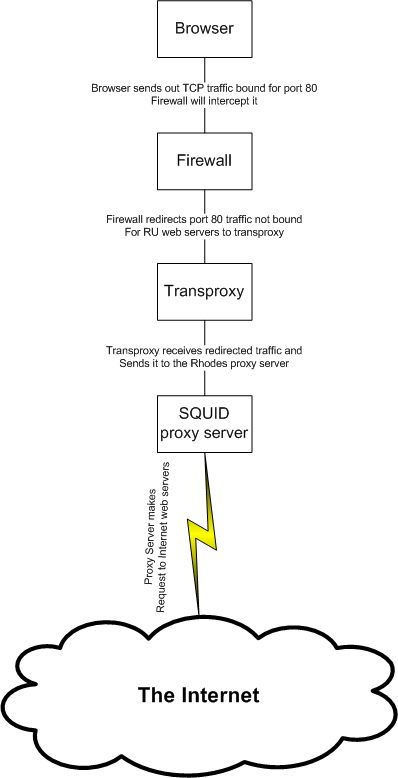 Browser
Browser sends out TCP traffic bound for port 80
Firewall will intercept it
Firewall
Firewall redirects port 80 traffic not bound
For RU web servers to transproxy
Transproxy
Transproxy receives redirected traffic and
Sends it to the Rhodes proxy server
SQUID
proxy server
Proxy Server makes
Request to Internet web servers
The Internet